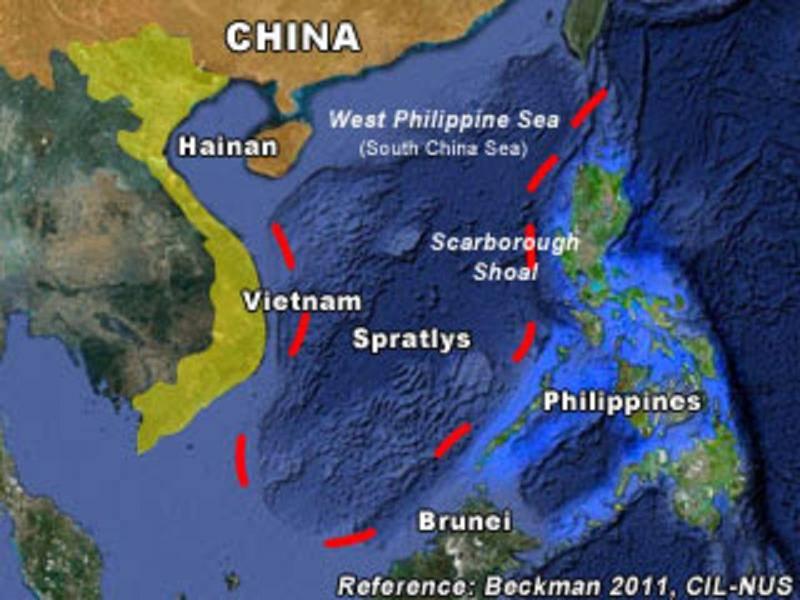 CHINA
West Philippine Sea
(South China Sea)
Hainan
Scarborough
Shoal
Vietnam
Spratlys
Philippines
Brunei
Reference: Beckman 2011, CIL-NUS